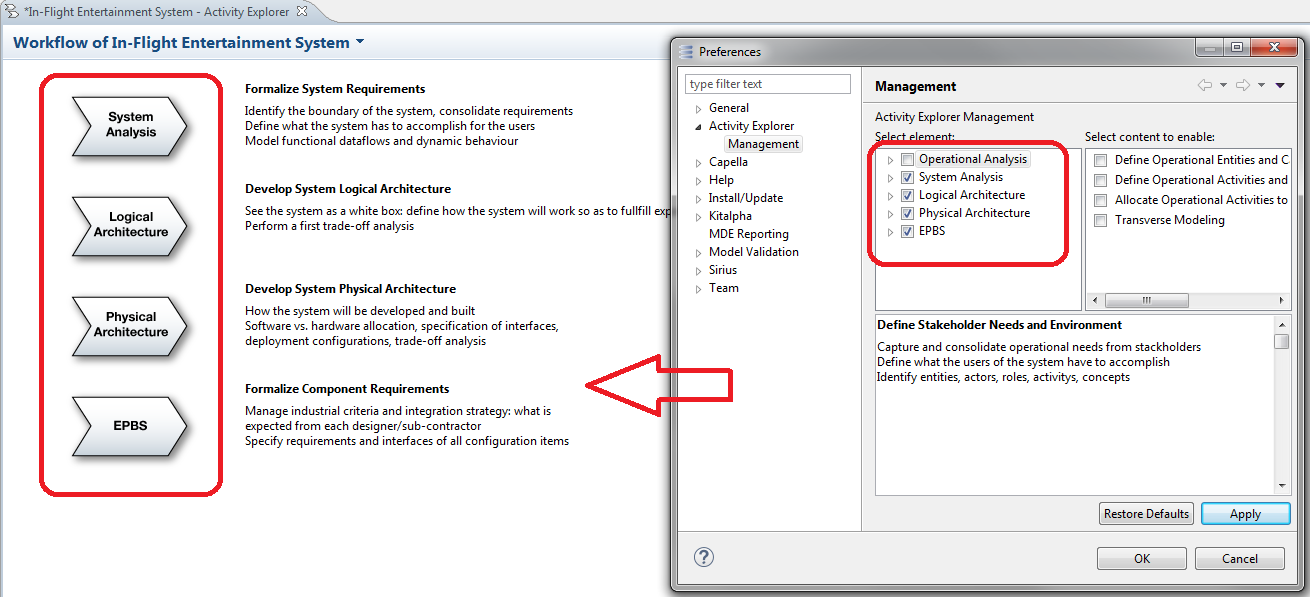 *In-Flight Entertainment System - Activity Explorer
Workflow of In-Flight Entertainment System
System
Analysis
Formalize System Requirements
Identify the boundary of the system, consolidate requirements
Define what the system has to accomplish for the users
Model functional dataflows and dynamic behaviour
Logical
Architecture
Develop System Logical Architecture
See the system as a white box: define how the system will work so as to fullfill exp
Perform a first trade-off analysis
Physical
Architecture
Develop System Physical Architecture
How the system will be developed and built
Software vs. hardware allocation, specification of interfaces,
deployment configurations, trade-off analysis
EPBS
Formalize Component Requirements
Manage industrial criteria and integration strategy: what is
expected from each designer/sub-contractor
Specify requirements and interfaces of all configuration items
Preferences
type filter text
General
Activity Explorer
Management
Capella
Help
Install/Update
Kitalpha
MDE Reporting
Model Validation
Sirius
Team
Management
Activity Explorer Management
Select element:
Operational Analysis
System Analysis
Logical Architecture
Physical Architecture
EPBS
Select content to enable:
Define Operational Entities and C
Define Operational Activities and
Allocate Operational Activities to
Transverse Modeling
Define Stakeholder Needs and Environment
Capture and consolidate operational needs from stackholders
Define what the users of the system have to accomplish
Identify entities, actors, roles, activitys, concepts
Restore Defaults
Apply
?
OK
Cancel